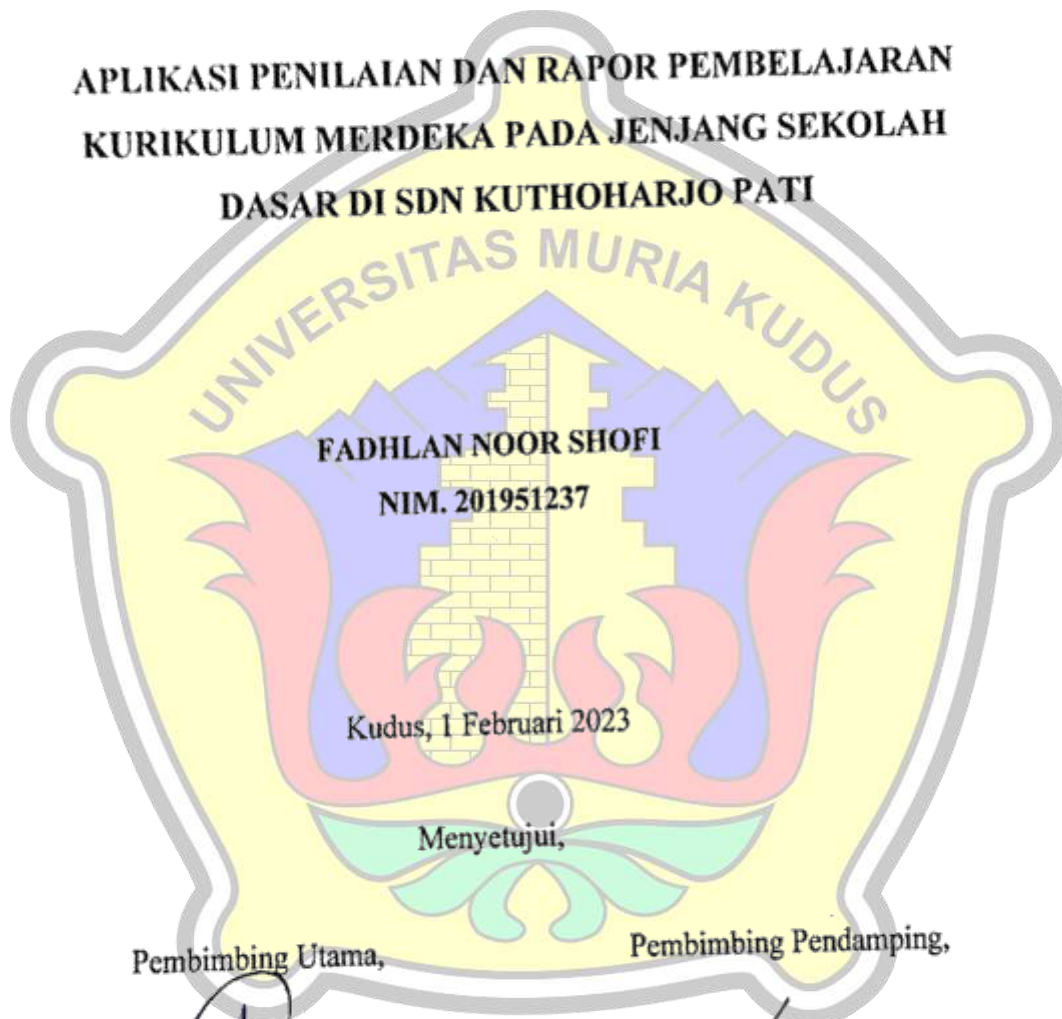 APLIKASI PENILAIAN DAN RAPOR PEMBELAJARAN
KURIKULUM MERDEKA PADA JENJANG SEKOLAH
DASAR DI SDN KUTHOHARJO PATI
UNIVERSITAS MURIA KUDUS
FADHLAN NOOR SHOFI
NIM. 201951237
Kudus, 1 Februari 2023
Menyetujui,
Pembimbing Utama,
Pembimbing Pendamping,